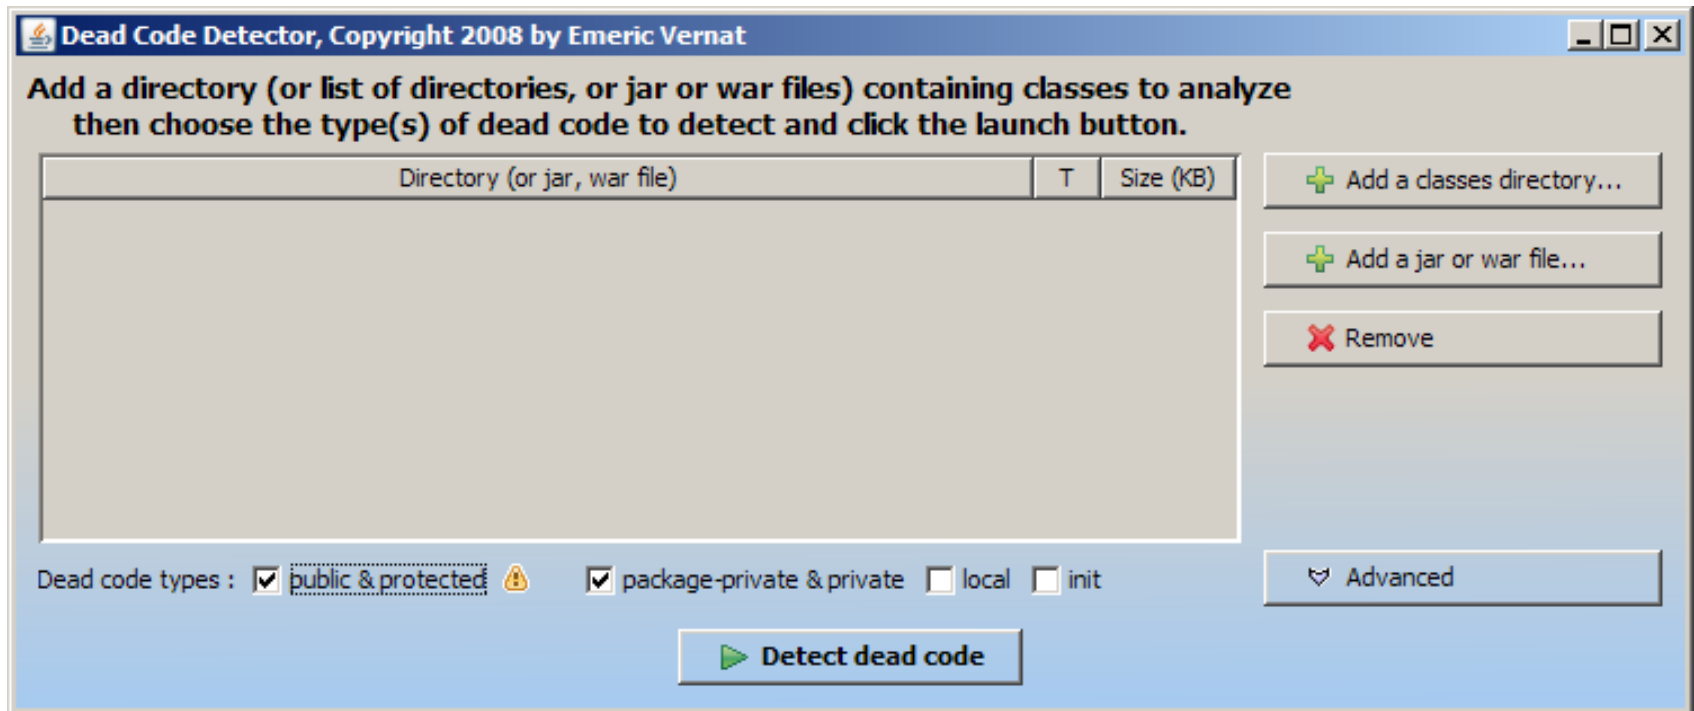 Dead Code Detector, Copyright 2008 by Emeric Vernat
Add a directory (or list of directories, or jar or war files) containing classes to analyze
then choose the type(s) of dead code to detect and click the launch button.
Directory (or jar, war file) T Size (KB)
Add a classes directory...
Add a jar or war file...
Remove
Dead code types : public & protected package-private & private local init
Advanced
Detect dead code